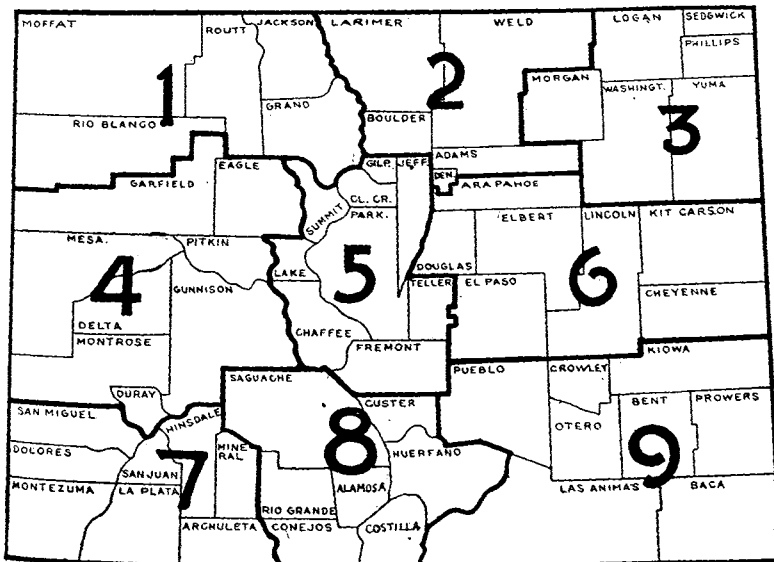 MOFFAT
ROUTT
JACKSON
LARIMER
WELD
LOGAN
SEDGWICK
PHILLIPS
1
2
MORGAN
WASHINGT.
YUMA
GRAND
BOULDER
3
RIO BLANCO
GILP.
JEFF.
ADAMS
EAGLE
DEN.
ARAPAHOE
GARFIELD
CL. CR.
SUMMIT
PARK.
ELBERT
LINCOLN
KIT CARSON
MESA.
PITKIN
4
LAKE
5
DOUGLAS
TELLER
EL PASO
6
GUNNISON
CHEYENNE
DELTA
MONTROSE
CHAFFEE
FREMONT
KIOWA
PUEBLO
CROWLEY
SAGUACHE
DURAY
CUSTER
BENT
PROWERS
SAN MIGUEL
HINSDALE
8
OTERO
9
DOLORES
MINE
RAL
HUERFANO
SAN JUAN
7
ALAMOSA
MONTEZUMA
LA PLATA
LAS ANIMAS
BACA
RIO GRANDE
ARCHULETA
CONEJOS
COSTILLA